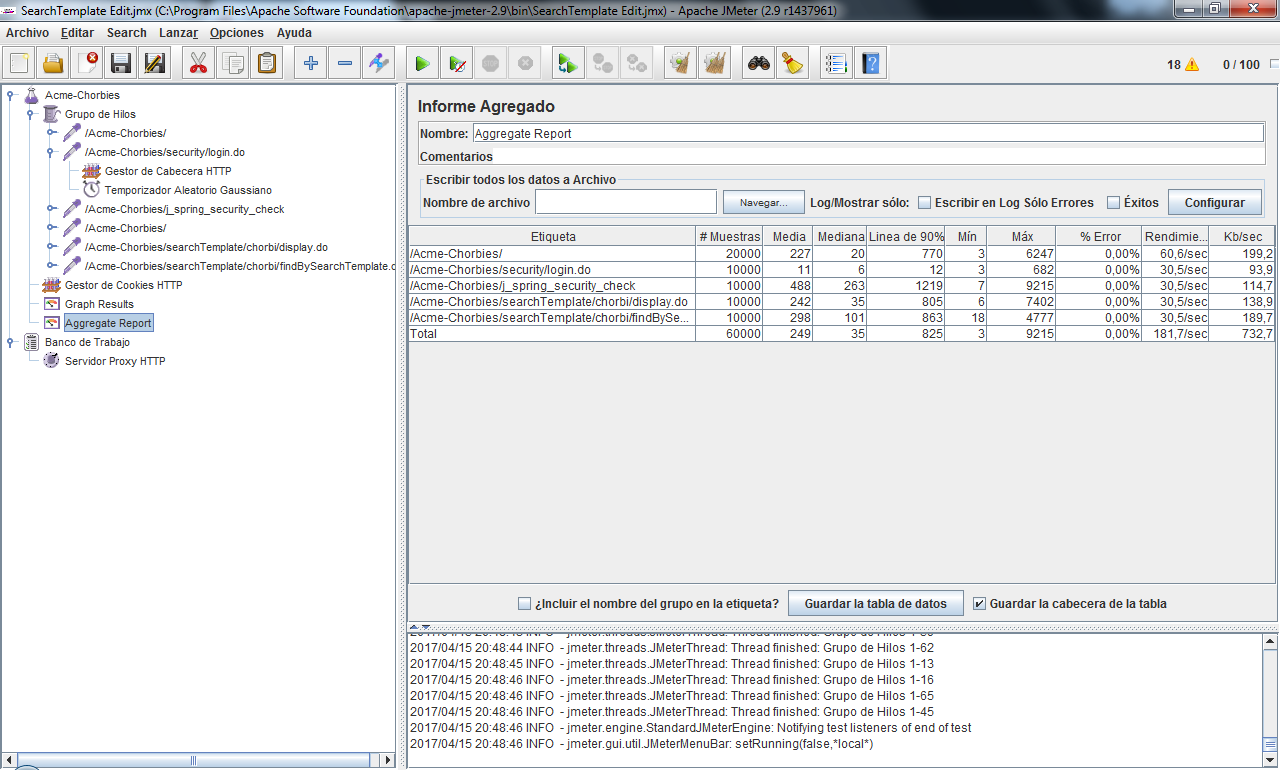 SearchTemplate Edit.jmx (C:\Program Files\Apache Software Foundation\apache-jmeter-2.9\bin\SearchTemplate Edit.jmx) - Apache JMeter (2.9 r1437961)
Archivo Editar Search Lanzar Opciones Ayuda
18 0 / 100
Acme-Chorbies
Grupo de Hilos
/Acme-Chorbies/
/Acme-Chorbies/security/login.do
Gestor de Cabecera HTTP
Temporizador Aleatorio Gaussiano
/Acme-Chorbies/j_spring_security_check
/Acme-Chorbies/
/Acme-Chorbies/searchTemplate/chorbi/display.do
/Acme-Chorbies/searchTemplate/chorbi/findBySearchTemplate.d
Gestor de Cookies HTTP
Graph Results
Aggregate Report
Banco de Trabajo
Servidor Proxy HTTP
Informe Agregado
Nombre: Aggregate Report
Comentarios
Escribir todos los datos a Archivo
Nombre de archivo Navegar... Log/Mostrar sólo: Escribir en Log Sólo Errores Éxitos Configurar
Etiqueta # Muestras Media Mediana Linea de 90% Mín Máx % Error Rendimie... Kb/sec
/Acme-Chorbies/ 20000 227 20 770 3 6247 0,00% 60,6/sec 199,2
/Acme-Chorbies/security/login.do 10000 11 6 12 3 682 0,00% 30,5/sec 93,9
/Acme-Chorbies/j_spring_security_check 10000 488 263 1219 7 9215 0,00% 30,5/sec 114,7
/Acme-Chorbies/searchTemplate/chorbi/display.do 10000 242 35 805 6 7402 0,00% 30,5/sec 138,9
/Acme-Chorbies/searchTemplate/chorbi/findBySe... 10000 298 101 863 18 4777 0,00% 30,5/sec 189,7
Total 60000 249 35 825 3 9215 0,00% 181,7/sec 732,7
¿Incluir el nombre del grupo en la etiqueta? Guardar la tabla de datos Guardar la cabecera de la tabla
2017/04/15 20:48:44 INFO - jmeter.threads.JMeterThread: Thread finished: Grupo de Hilos 1-62
2017/04/15 20:48:45 INFO - jmeter.threads.JMeterThread: Thread finished: Grupo de Hilos 1-13
2017/04/15 20:48:46 INFO - jmeter.threads.JMeterThread: Thread finished: Grupo de Hilos 1-16
2017/04/15 20:48:46 INFO - jmeter.threads.JMeterThread: Thread finished: Grupo de Hilos 1-65
2017/04/15 20:48:46 INFO - jmeter.threads.JMeterThread: Thread finished: Grupo de Hilos 1-45
2017/04/15 20:48:46 INFO - jmeter.engine.StandardJMeterEngine: Notifying test listeners of end of test
2017/04/15 20:48:46 INFO - jmeter.gui.util.JMeterMenuBar: setRunning(false,*local*)